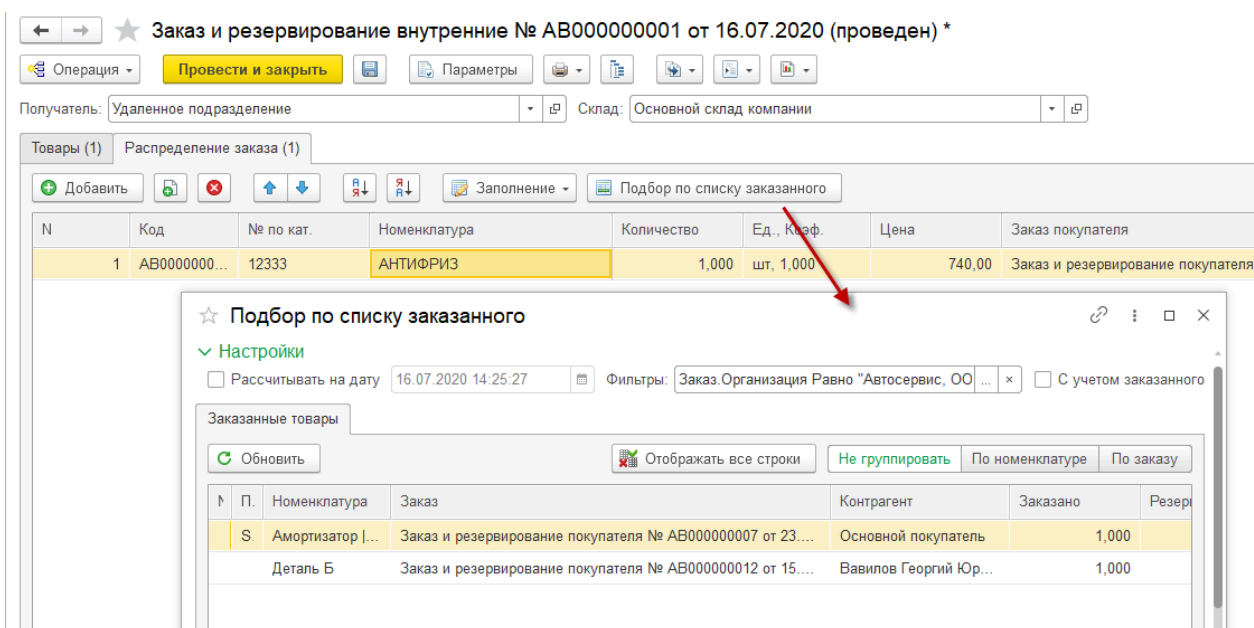 Заказ и резервирование внутренние № АВ000000001 от 16.07.2020 (проведен) *
Операция Провести и закрыть Параметры
Получатель: Удаленное подразделение Склад: Основной склад компании
Товары (1) Распределение заказа (1)
Добавить Заполнение Подбор по списку заказанного
N Код № по кат. Номенклатура Количество Ед., Коэф. Цена Заказ покупателя
1 АВ0000000... 12333 АНТИФРИЗ 1,000 шт, 1,000 740,00 Заказ и резервирование покупателя
Подбор по списку заказанного
Настройки
Рассчитывать на дату 16.07.2020 14:25:27 Фильтры: Заказ.Организация Равно "Автосервис, ОО ... × С учетом заказанного
Заказанные товары
Обновить Отображать все строки Не группировать По номенклатуре По заказу
N П. Номенклатура Заказ Контрагент Заказано Резер
S. Амортизатор |... Заказ и резервирование покупателя № АВ000000007 от 23.... Основной покупатель 1,000
Деталь Б Заказ и резервирование покупателя № АВ000000012 от 15.... Вавилов Георгий Юр... 1,000